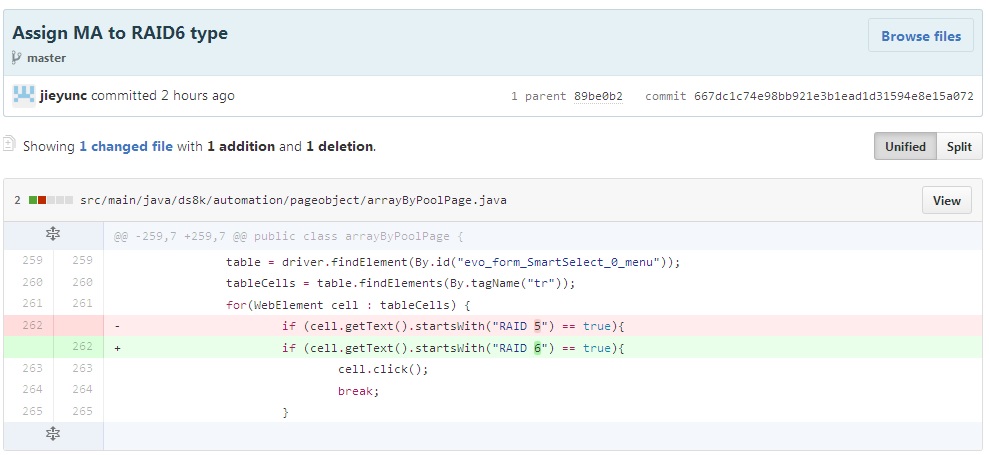 Assign MA to RAID6 type
Browse files
master
jieyunc committed 2 hours ago
1 parent 89be0b2 commit 667dc1c74e98bb921e3b1ead1d31594e8e15a072
Showing 1 changed file with 1 addition and 1 deletion.
Unified Split
2 src/main/java/ds8k/automation/pageobject/arrayByPoolPage.java
View
@@ -259,7 +259,7 @@ public class arrayByPoolPage {
259 259 table = driver.findElement(By.id("evo_form_SmartSelect_0_menu"));
260 260 tableCells = table.findElements(By.tagName("tr"));
261 261 for(WebElement cell : tableCells) {
262 - if (cell.getText().startsWith("RAID 5") == true){
262 + if (cell.getText().startsWith("RAID 6") == true){
263 263 cell.click();
264 264 break;
265 265 }